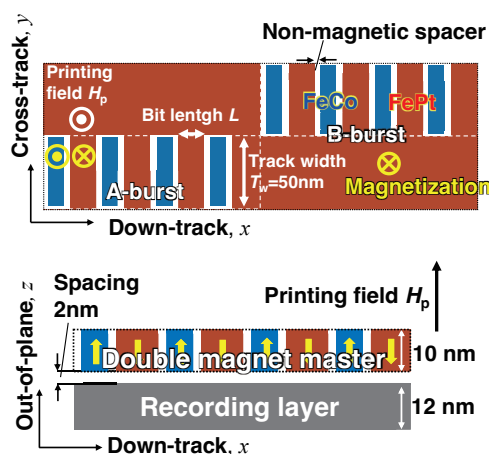 Non-magnetic spacer
Cross-track, y
Printing
field Hp
Bit lentgh L
FeCo
FePt
B-burst
A-burst
Track width
Tw=50nm
Magnetization
Down-track, x
Out-of-plane, z
Spacing
2nm
Printing field Hp
Double magnet master
10 nm
Recording layer
12 nm
Down-track, x